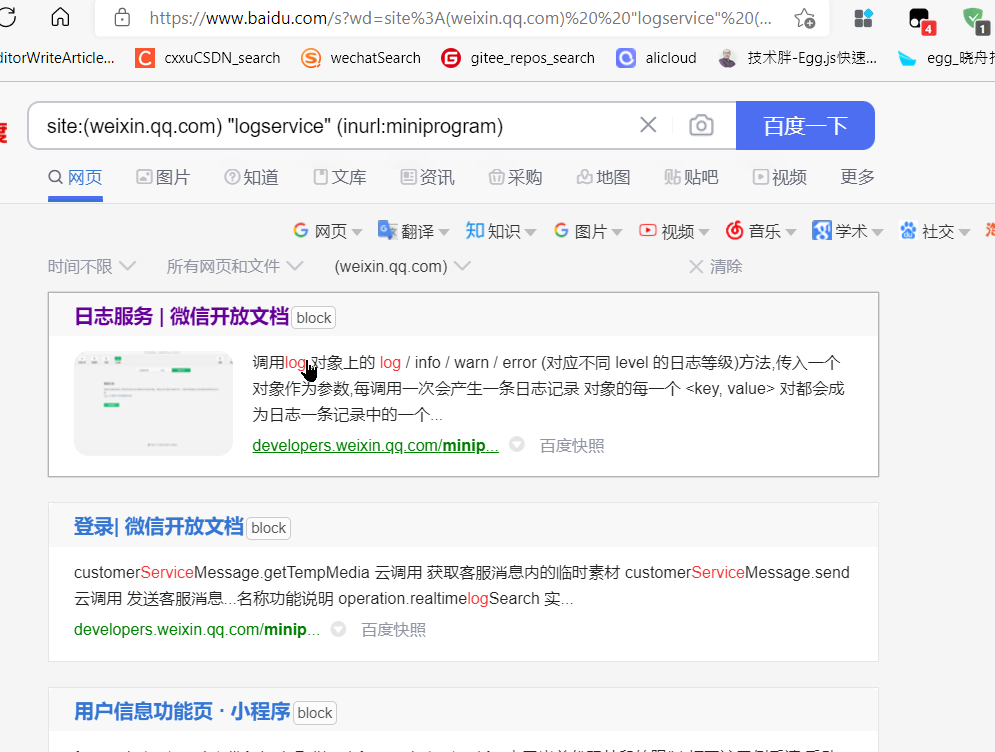 https://www.baidu.com/s?wd=site%3A(weixin.qq.com)%20%20"logservice"%20(...
4
1
ditorWriteArticle...
C cxxuCSDN_search
wechatSearch
G gitee_repos_search
alicloud
技术胖-Egg.js快速...
egg_晓舟
度
site:(weixin.qq.com) "logservice" (inurl:miniprogram)
百度一下
网页
图片
知道
文库
资讯
采购
地图
贴吧
视频
更多
网页
翻译
知识
图片
视频
音乐
学术
社交
时间不限
所有网页和文件
(weixin.qq.com)
清除
日志服务 | 微信开放文档 block
调用log 对象上的 log / info / warn / error (对应不同 level 的日志等级)方法,传入一个
对象作为参数,每调用一次会产生一条日志记录 对象的每一个 <key, value> 对都会成
为日志一条记录中的一个...
developers.weixin.qq.com/minip... 百度快照
登录| 微信开放文档 block
customerServiceMessage.getTempMedia 云调用 获取客服消息内的临时素材 customerServiceMessage.send
云调用 发送客服消息...名称功能说明 operation.realtimelogSearch 实...
developers.weixin.qq.com/minip... 百度快照
用户信息功能页 · 小程序 block